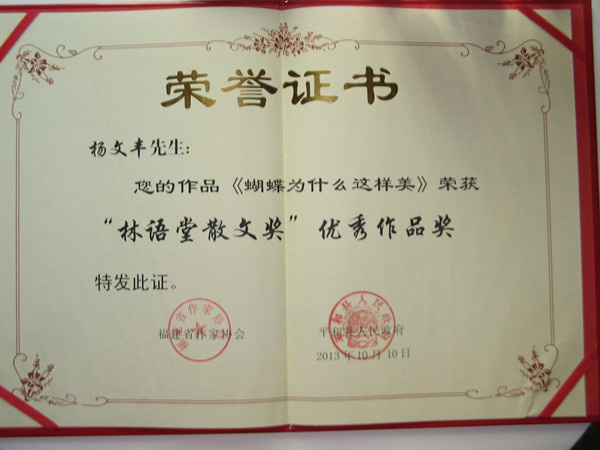 荣誉证书
杨文丰先生：
您的作品《蝴蝶为什么这样美》荣获
“林语堂散文奖”优秀作品奖
特发此证。
福建省作家协会
平和县人民政府
2013年10月10日